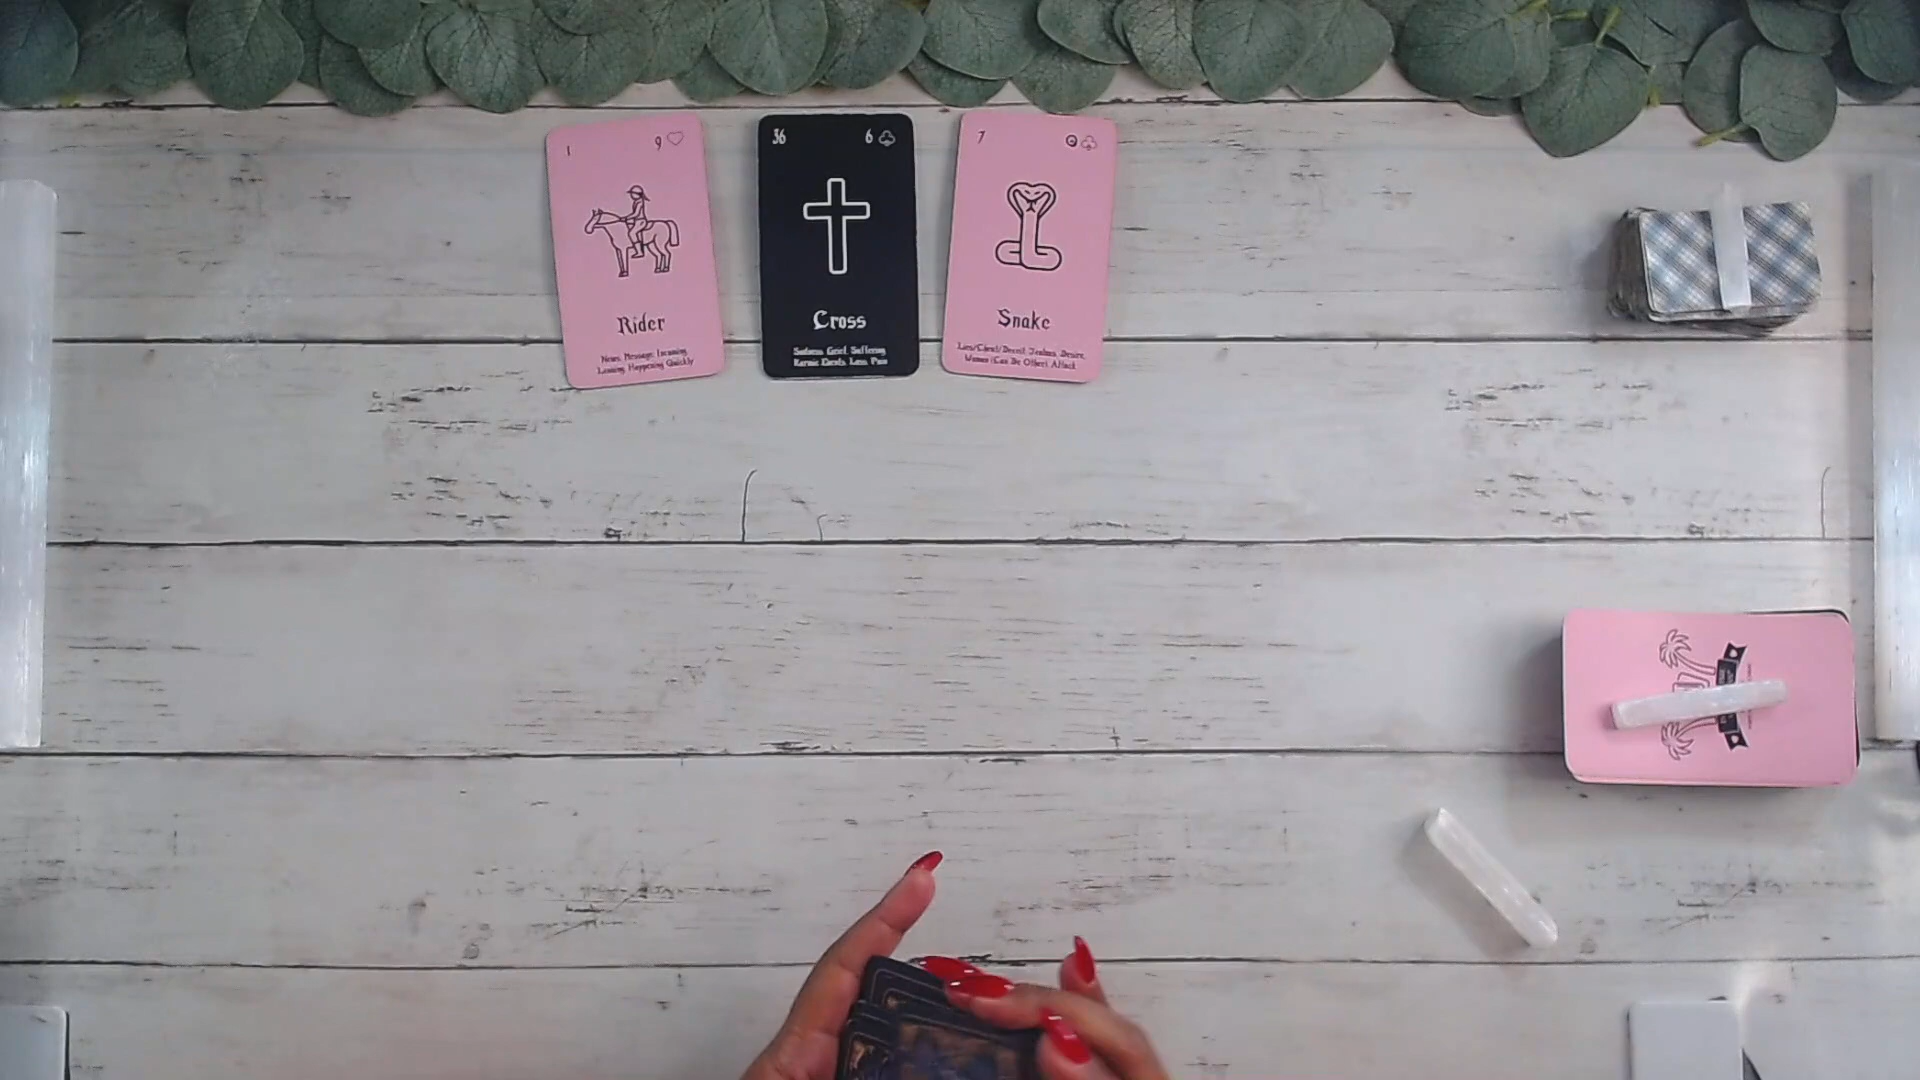 1 9
Rider
News, Message, Incoming,
Leaving, Happening Quickly
36 6
Cross
Sadness, Grief, Suffering
Karmic Events, Loss, Pain
7 Q
Snake
Lies/Cheat/Deceit, Jealous, Desire,
Woman (Can Be Other) Attack